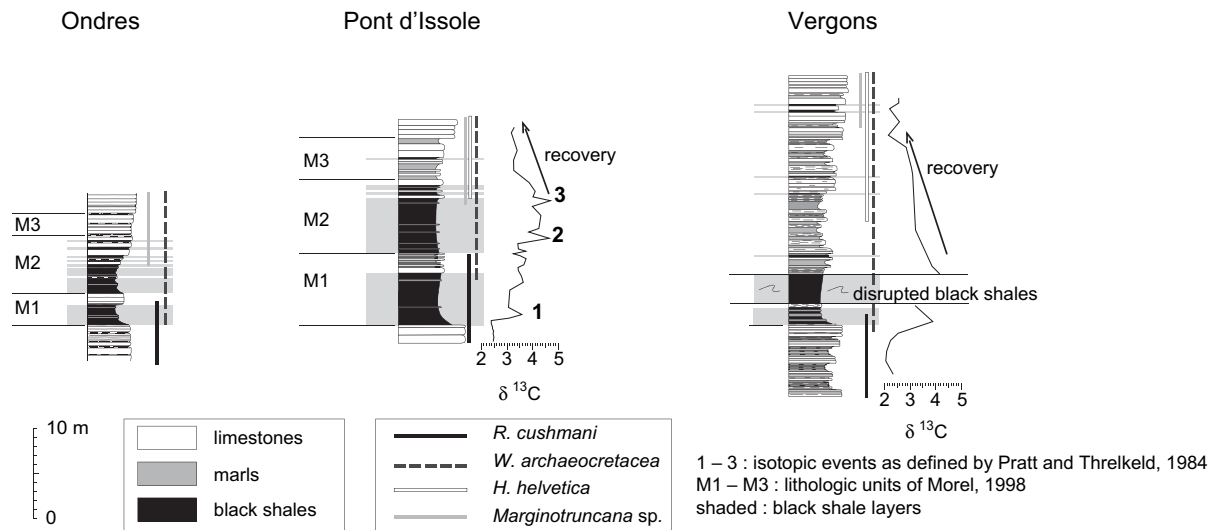 Ondres
Pont d'Issole
Vergons
M3
M2
M1
M3
M2
M1
recovery
3
2
1
2 3 4 5
δ 13C
recovery
disrupted black shales
2 3 4 5
δ 13C
10 m
0
limestones
marls
black shales
R. cushmani
W. archaeocretacea
H. helvetica
Marginotruncana sp.
1 – 3 : isotopic events as defined by Pratt and Threlkeld, 1984
M1 – M3 : lithologic units of Morel, 1998
shaded : black shale layers